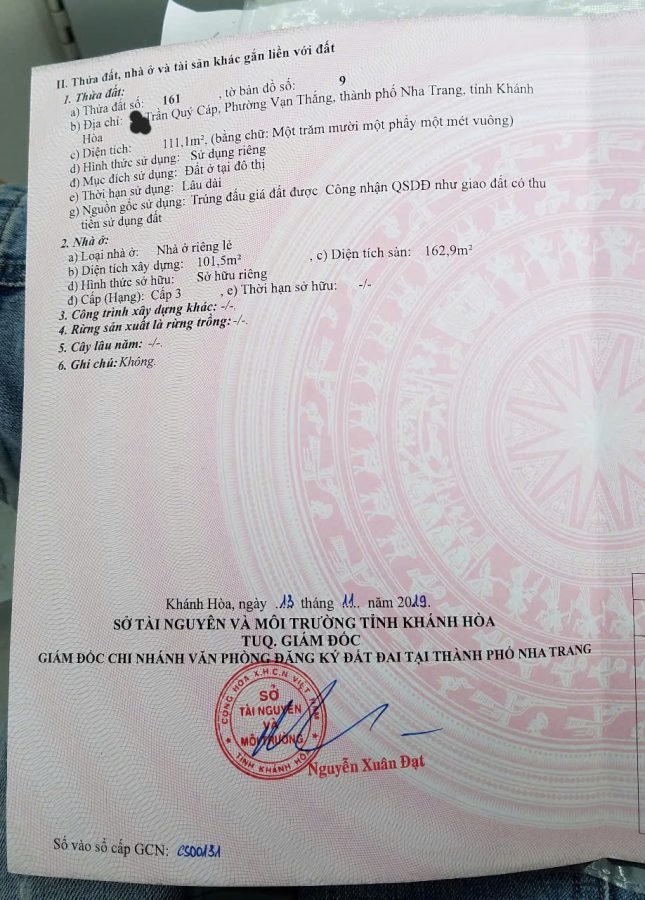 II. Thửa đất, nhà ở và tài sản khác gắn liền với đất
1. Thửa đất:
a) Thửa đất số: 161 , tờ bản đồ số: 9
b) Địa chỉ: Trần Quý Cáp, Phường Vạn Thắng, thành phố Nha Trang, tỉnh Khánh
Hòa
c) Diện tích: 111,1m², (bằng chữ: Một trăm mười một phẩy một mét vuông)
d) Hình thức sử dụng: Sử dụng riêng
đ) Mục đích sử dụng: Đất ở tại đô thị
e) Thời hạn sử dụng: Lâu dài
g) Nguồn gốc sử dụng: Trúng đấu giá đất được Công nhận QSDĐ như giao đất có thu
tiền sử dụng đất
2. Nhà ở:
a) Loại nhà ở: Nhà ở riêng lẻ
b) Diện tích xây dựng: 101,5m² , c) Diện tích sàn: 162,9m²
d) Hình thức sở hữu: Sở hữu riêng
đ) Cấp (Hạng): Cấp 3 , e) Thời hạn sở hữu: -/-
3. Công trình xây dựng khác: -/-.
4. Rừng sản xuất là rừng trồng: -/-.
5. Cây lâu năm: -/-.
6. Ghi chú: Không.
Khánh Hòa, ngày .13 tháng .11.. năm 2019.
SỞ TÀI NGUYÊN VÀ MÔI TRƯỜNG TỈNH KHÁNH HÒA
TUQ. GIÁM ĐỐC
GIÁM ĐỐC CHI NHÁNH VĂN PHÒNG ĐĂNG KÝ ĐẤT ĐAI TẠI THÀNH PHỐ NHA TRANG
CỘNG HÒA X.H.C.N VIỆT NAM
SỞ
TÀI NGUYÊN
VÀ
MÔI TRƯỜNG
TỈNH KHÁNH HÒA
Nguyễn Xuân Đạt
Số vào sổ cấp GCN: CS00131